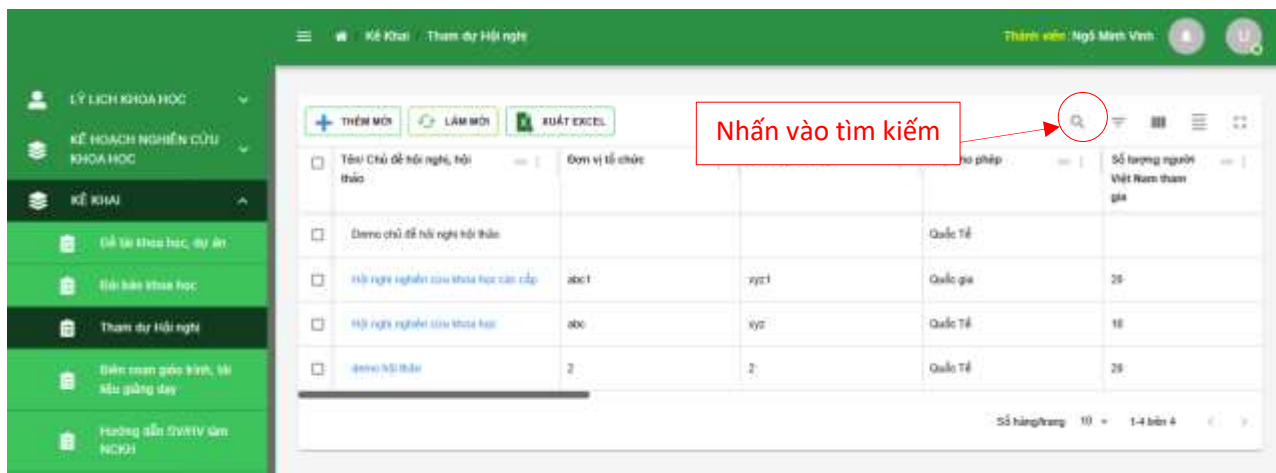 Kê Khai / Tham dự Hội nghị
Thành viên: Ngô Minh Vinh
U
LÝ LỊCH KHOA HỌC
KẾ HOẠCH NGHIÊN CỨU
KHOA HỌC
KÊ KHAI
Đề tài khoa học, dự án
Bài báo khoa học
Tham dự Hội nghị
Biên soạn giáo trình, tài
liệu giảng dạy
Hướng dẫn SV/HV làm
NCKH
THÊM MỚI
LÀM MỚI
XUẤT EXCEL
Nhấn vào tìm kiếm
Tên/ Chủ đề hội nghị, hội
thảo
Đơn vị tổ chức
phép
Số lượng người
Việt Nam tham
gia
Demo chủ đề hội nghị hội thảo
Quốc Tế
Hội nghị nghiên cứu khoa học các cấp
abc1
xyz1
Quốc gia
20
Hội nghị nghiên cứu khoa học
abc
xyz
Quốc Tế
10
demo hội thảo
2
2
Quốc Tế
20
Số hàng/trang 10 1-4 bên 4